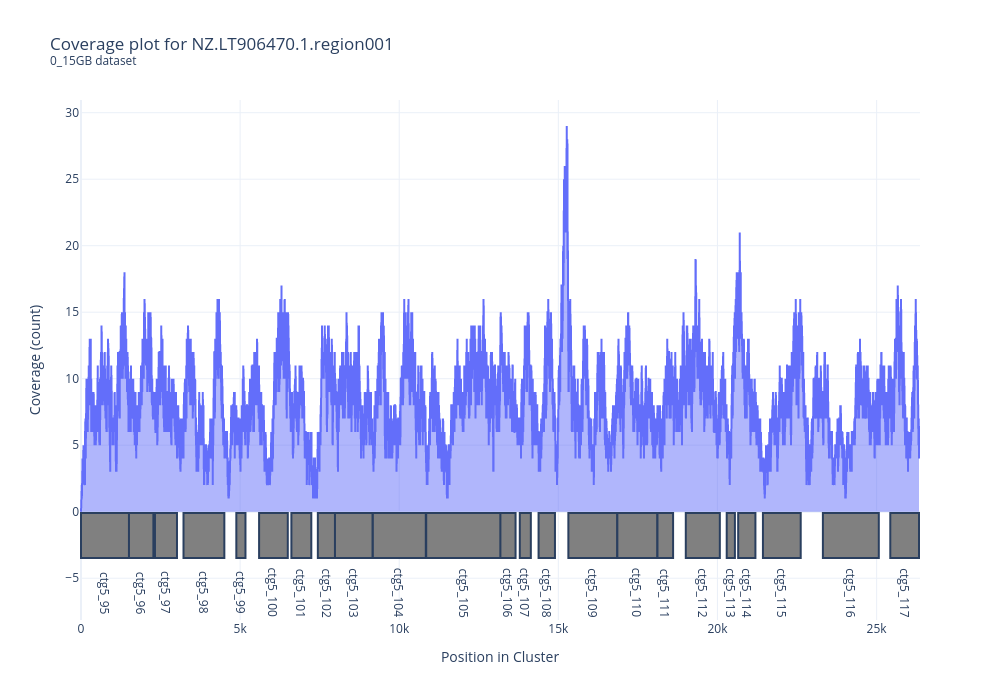 Coverage plot for NZ.LT906470.1.region001
0_15GB dataset
30
25
20
15
10
5
0
−5
Coverage (count)
ctg5_95
ctg5_96
ctg5_97
ctg5_98
ctg5_99
ctg5_100
ctg5_101
ctg5_102
ctg5_103
ctg5_104
ctg5_105
ctg5_106
ctg5_107
ctg5_108
ctg5_109
ctg5_110
ctg5_111
ctg5_112
ctg5_113
ctg5_114
ctg5_115
ctg5_116
ctg5_117
0 5k 10k 15k 20k 25k
Position in Cluster